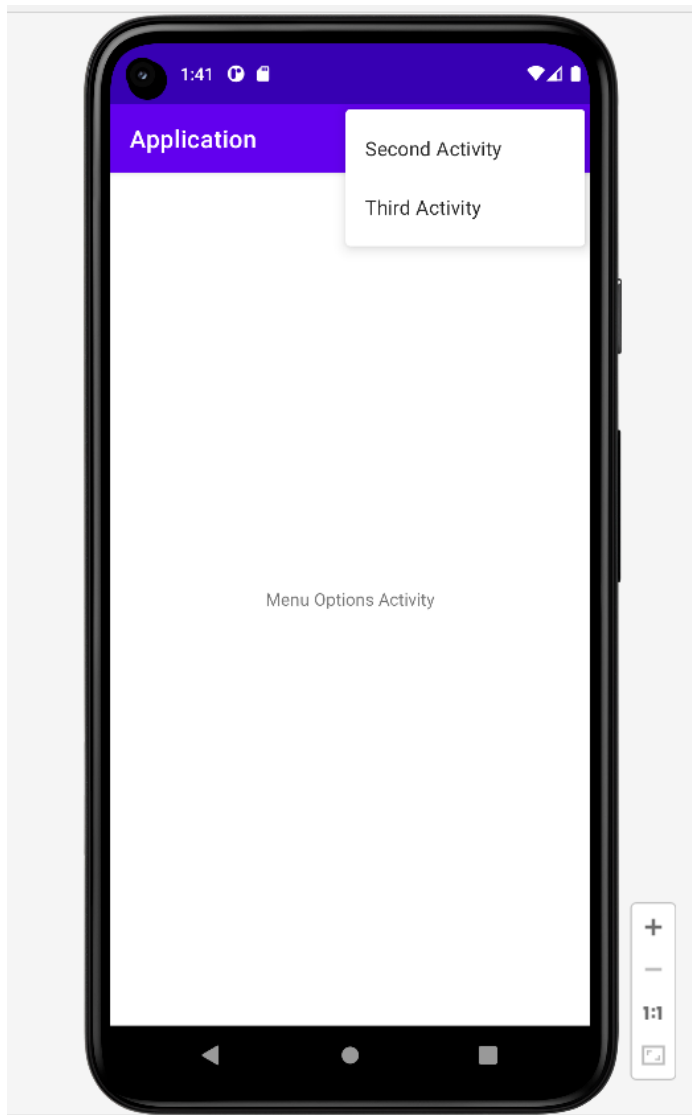 1:41
Application
Second Activity
Third Activity
Menu Options Activity
1:1